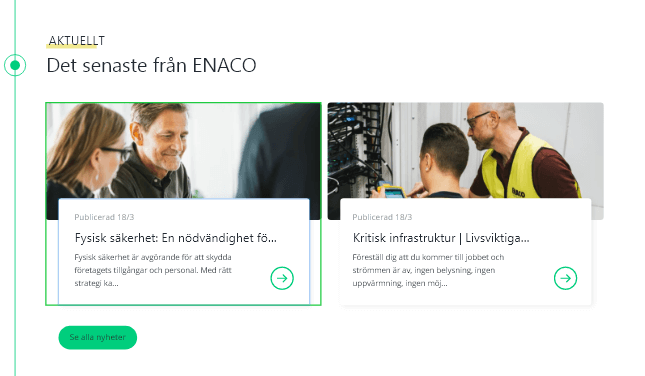 AKTUELLT
Det senaste från ENACO
ENACO
Publicerad 18/3
Fysisk säkerhet: En nödvändighet fö...
Fysisk säkerhet är avgörande för att skydda
företagets tillgångar och personal. Med rätt
strategi ka...
Publicerad 18/3
Kritisk infrastruktur | Livsviktiga...
Föreställ dig att du kommer till jobbet och
strömmen är av, ingen belysning, ingen
uppvärmning, ingen möj...
Se alla nyheter